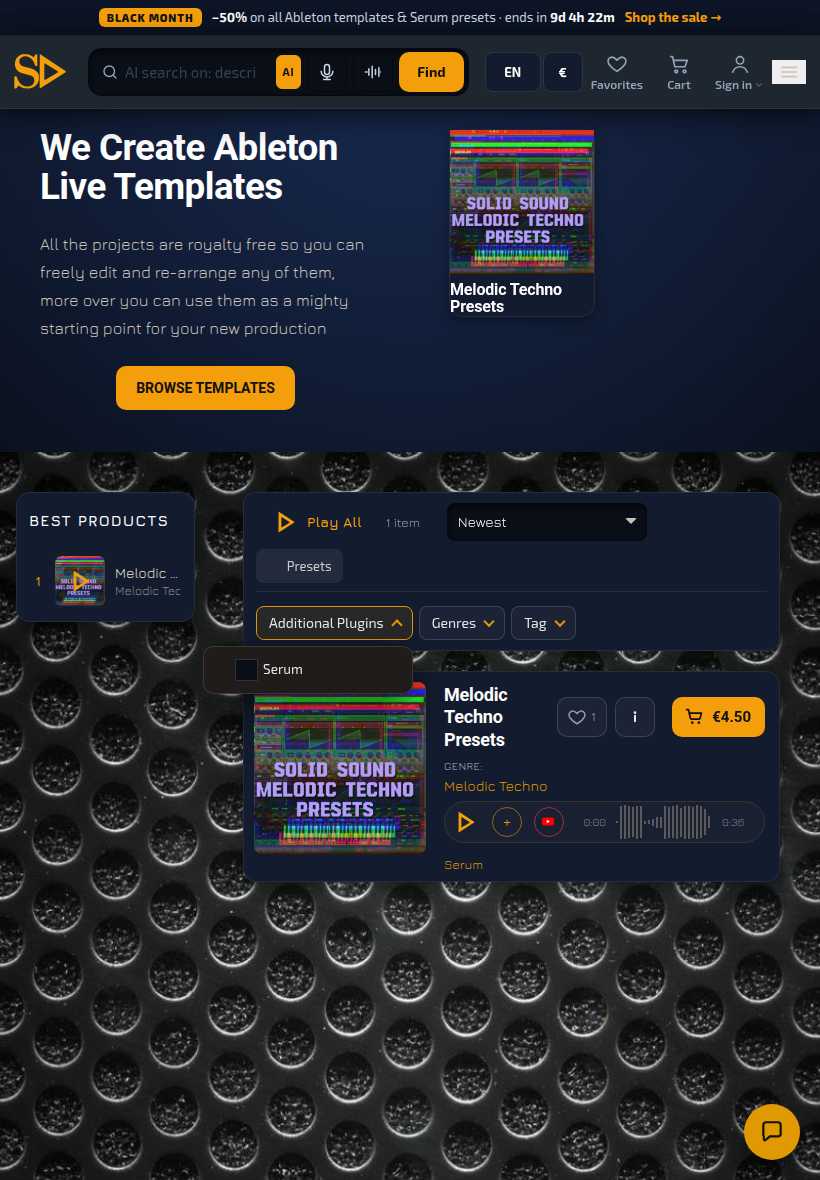 BLACK MONTH −50% on all Ableton templates & Serum presets · ends in 9d 4h 22m Shop the sale →
AI search on: descri AI Find EN € Favorites Cart Sign in
We Create Ableton
Live Templates
All the projects are royalty free so you can
freely edit and re-arrange any of them,
more over you can use them as a mighty
starting point for your new production
BROWSE TEMPLATES
SOLID SOUND
MELODIC TECHNO
PRESETS
Melodic Techno
Presets
BEST PRODUCTS
1
SOLID SOUND
MELODIC TECHNO
PRESETS
Melodic ...
Melodic Tec
Play All 1 item Newest
Presets
Additional Plugins Genres Tag
Serum
SOLID SOUND
MELODIC TECHNO
PRESETS
Melodic
Techno
Presets
1 i €4.50
GENRE:
Melodic Techno
+ 0:00 0:36
Serum